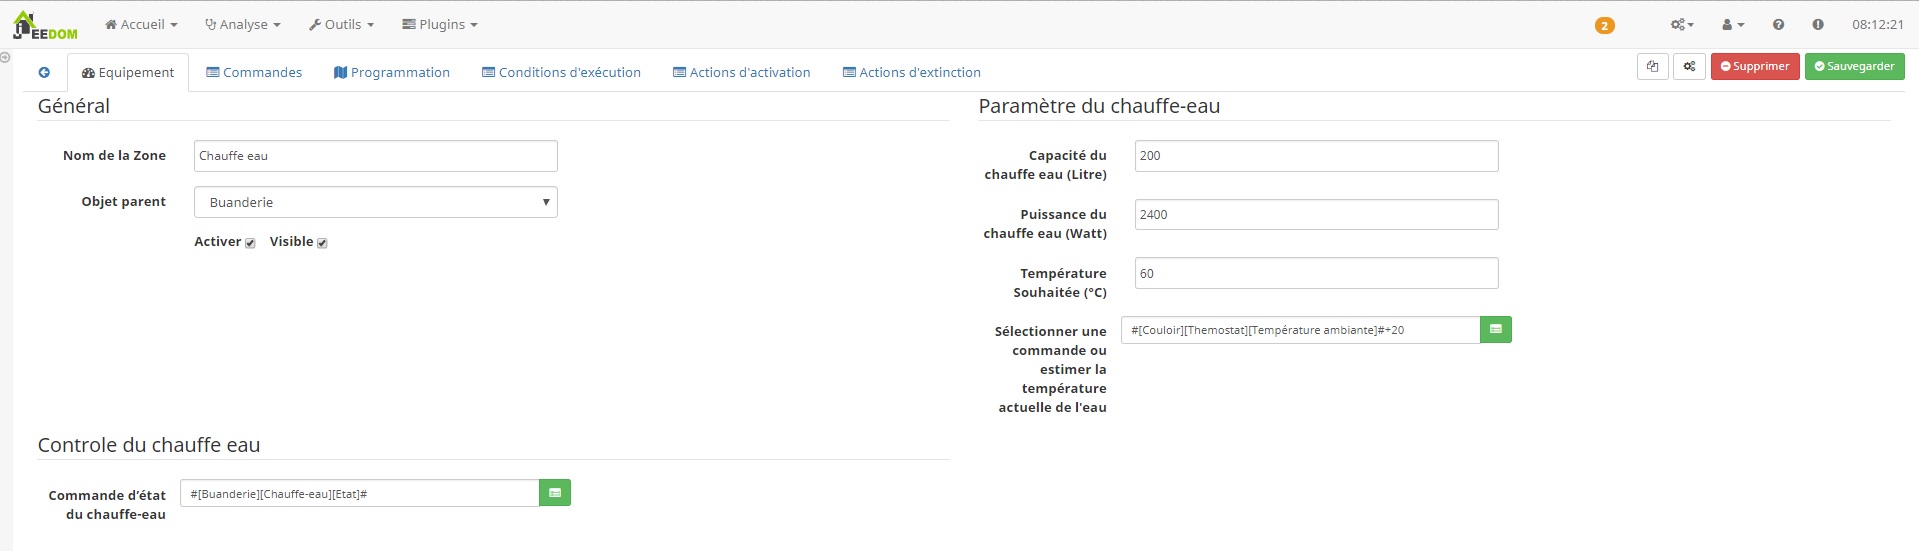 JEEDOM Accueil Analyse Outils Plugins 2 08:12:21
Equipement Commandes Programmation Conditions d'exécution Actions d'activation Actions d'extinction Supprimer Sauvegarder
Général
Nom de la Zone Chauffe eau
Objet parent Buanderie
Activer Visible
Paramètre du chauffe-eau
Capacité du
chauffe eau (Litre)
200
Puissance du
chauffe eau (Watt)
2400
Température
Souhaitée (°C)
60
Sélectionner une
commande ou
estimer la
température
actuelle de l'eau
#[Couloir][Themostat][Température ambiante]#+20
Controle du chauffe eau
Commande d’état
du chauffe-eau
#[Buanderie][Chauffe-eau][Etat]#